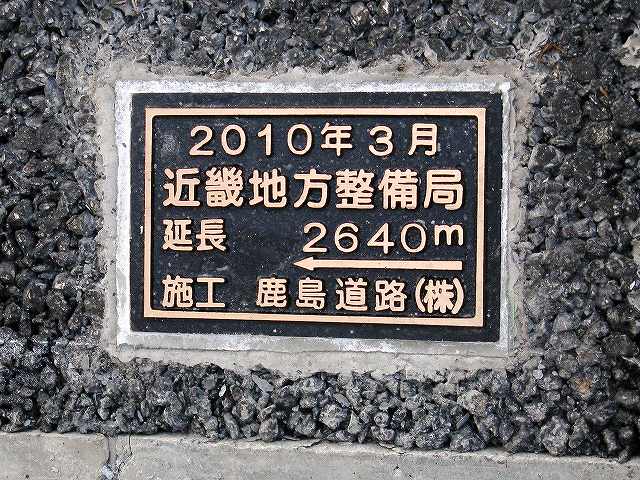 2010年3月
近畿地方整備局
延長 2640m
施工 鹿島道路(株)